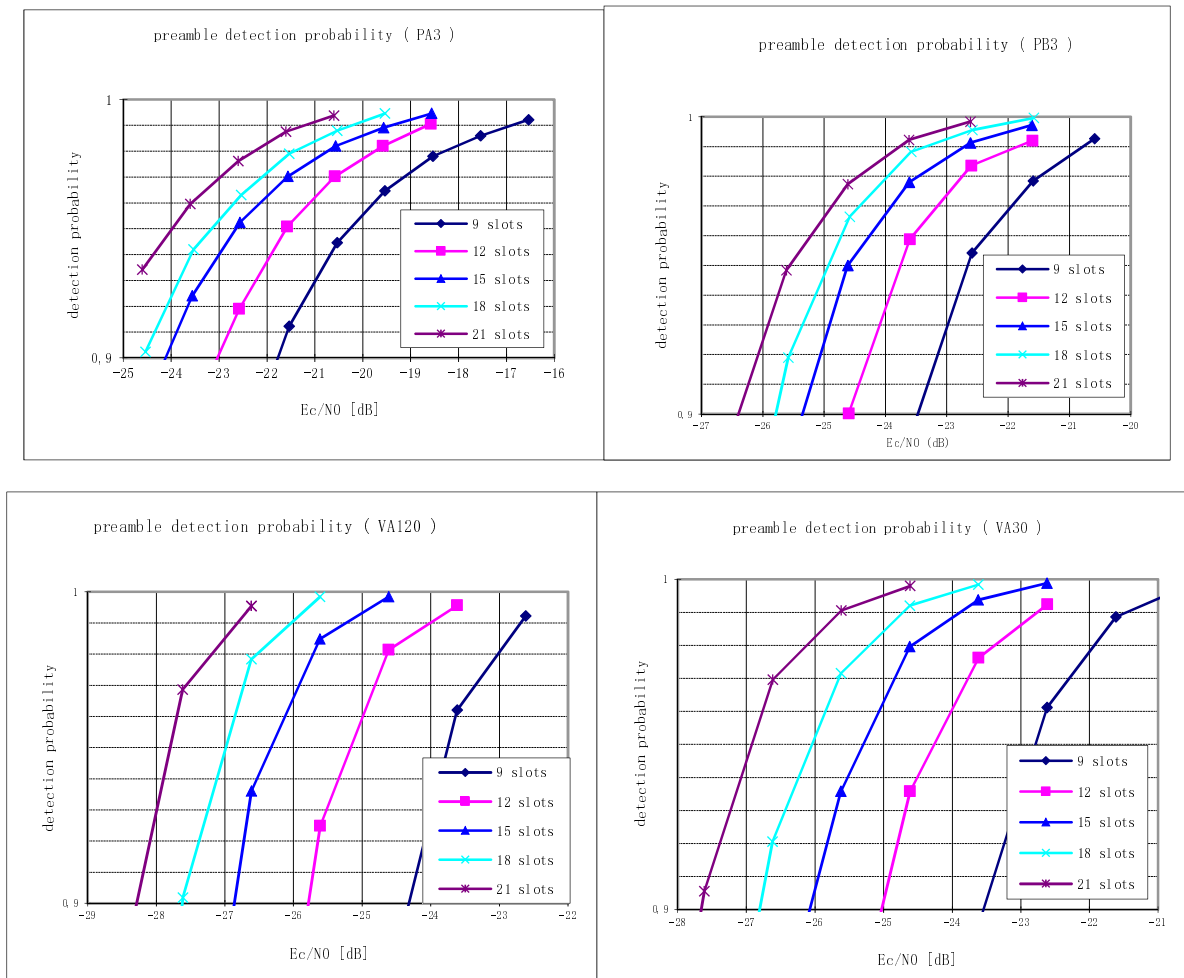 preamble detection probability ( PA3 )
1
detection probability
0,9
-25 -24 -23 -22 -21 -20 -19 -18 -17 -16
Ec/N0 [dB]
9 slots
12 slots
15 slots
18 slots
21 slots
preamble detection probability ( PB3 )
1
detection probability
0.9
-27 -26 -25 -24 -23 -22 -21 -20
Ec/N0 (dB)
9 slots
12 slots
15 slots
18 slots
21 slots
preamble detection probability ( VA120 )
1
detection probability
0.9
-29 -28 -27 -26 -25 -24 -23 -22
Ec/N0 [dB]
9 slots
12 slots
15 slots
18 slots
21 slots
preamble detection probability ( VA30 )
1
detection probability
0.9
-28 -27 -26 -25 -24 -23 -22 -21
Ec/N0 [dB]
9 slots
12 slots
15 slots
18 slots
21 slots